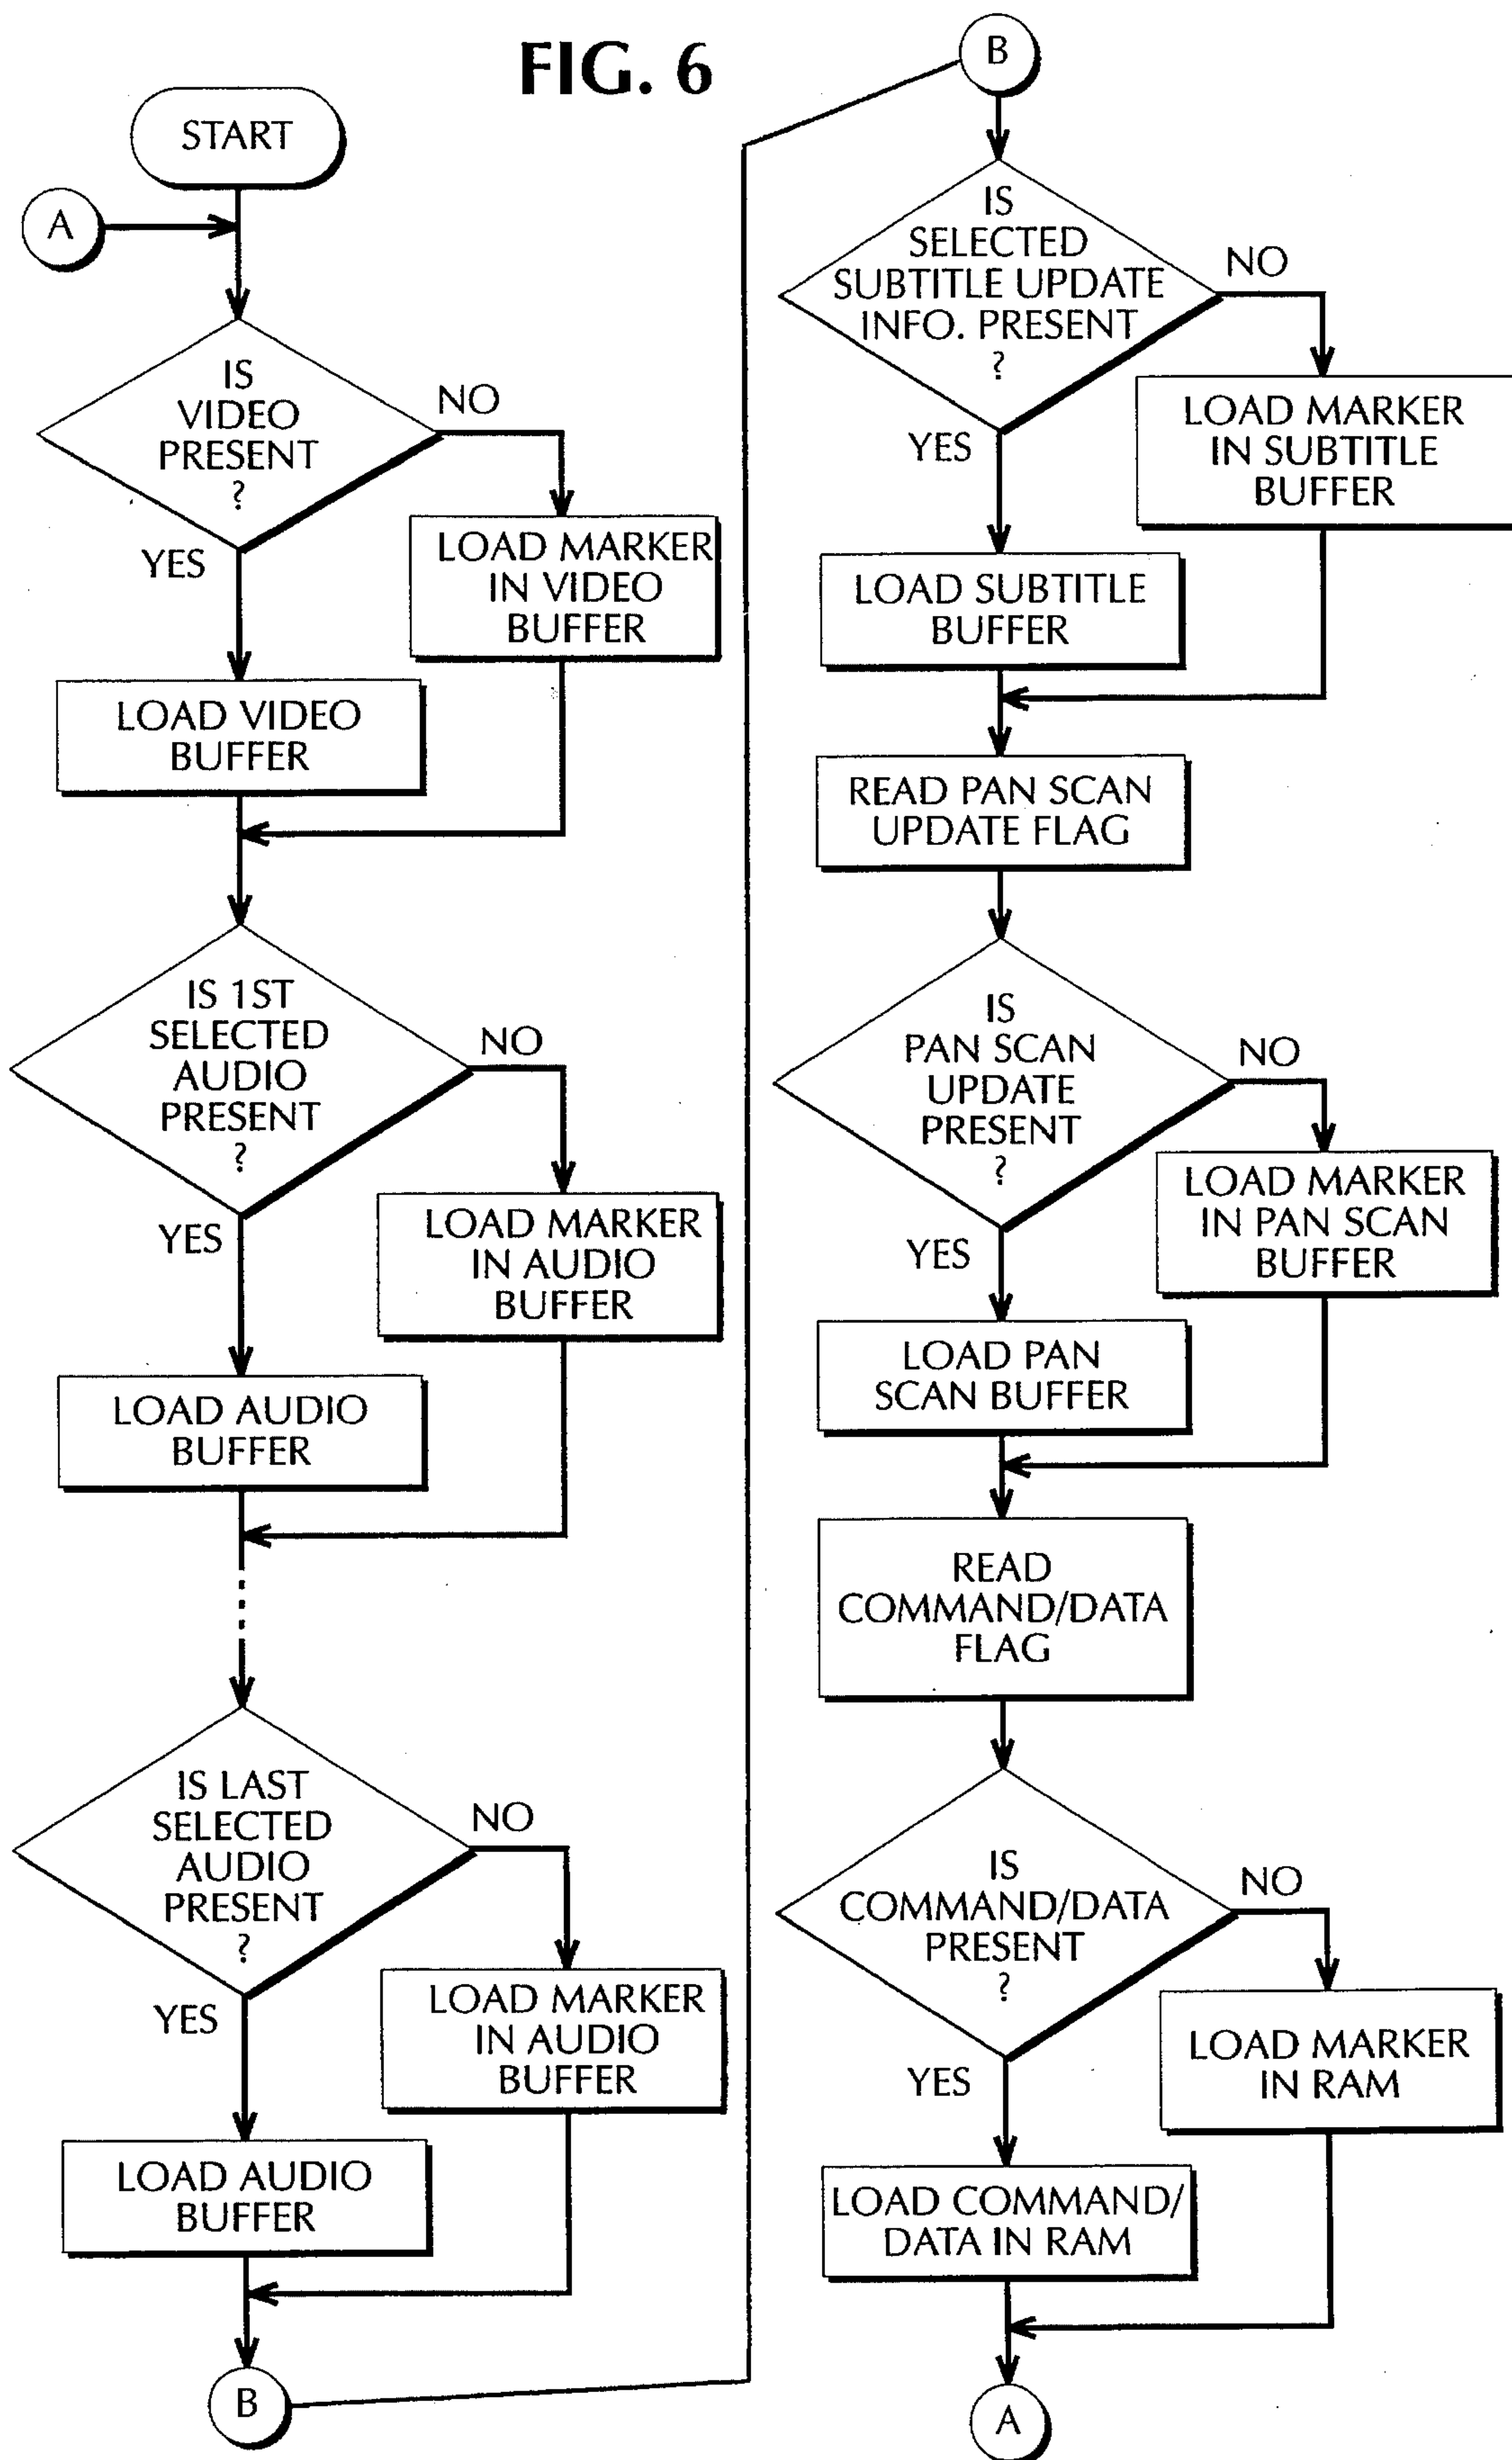 FIG. 6
START
A
IS
VIDEO
PRESENT
?
NO
YES
LOAD MARKER
IN VIDEO
BUFFER
LOAD VIDEO
BUFFER
IS 1ST
SELECTED
AUDIO
PRESENT
?
NO
YES
LOAD MARKER
IN AUDIO
BUFFER
LOAD AUDIO
BUFFER
IS LAST
SELECTED
AUDIO
PRESENT
?
NO
YES
LOAD MARKER
IN AUDIO
BUFFER
LOAD AUDIO
BUFFER
B
B
IS
SELECTED
SUBTITLE UPDATE
INFO. PRESENT
?
NO
YES
LOAD MARKER
IN SUBTITLE
BUFFER
LOAD SUBTITLE
BUFFER
READ PAN SCAN
UPDATE FLAG
IS
PAN SCAN
UPDATE
PRESENT
?
NO
YES
LOAD MARKER
IN PAN SCAN
BUFFER
LOAD PAN
SCAN BUFFER
READ
COMMAND/DATA
FLAG
IS
COMMAND/DATA
PRESENT
?
NO
YES
LOAD MARKER
IN RAM
LOAD COMMAND/
DATA IN RAM
A